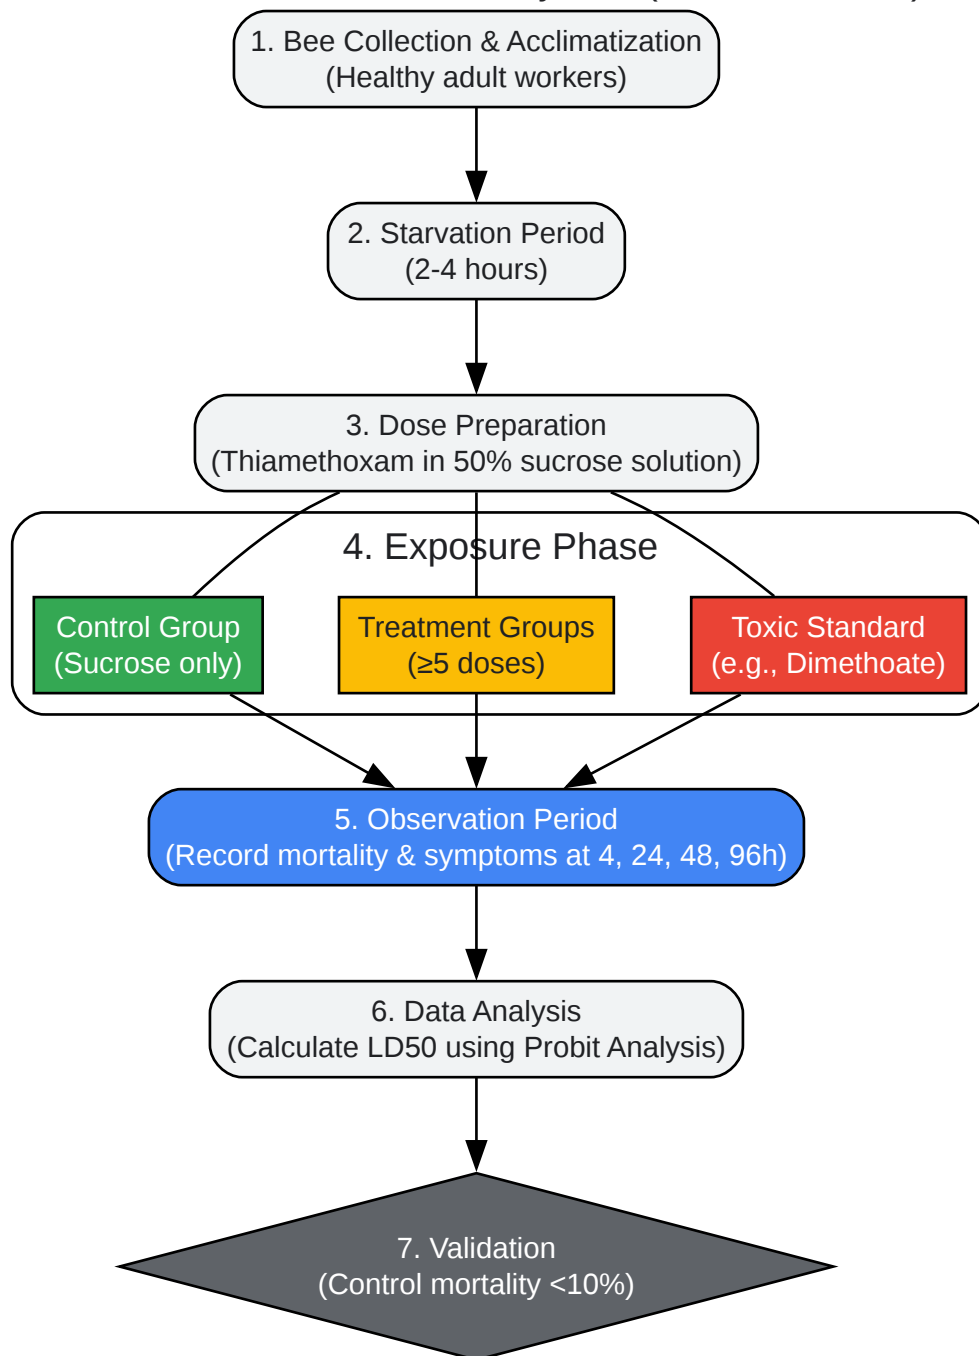 1. Bee Collection & Acclimatization
(Healthy adult workers)
2. Starvation Period
(2-4 hours)
3. Dose Preparation
(Thiamethoxam in 50% sucrose solution)
4. Exposure Phase
Control Group
(Sucrose only)
Treatment Groups
(≥5 doses)
Toxic Standard
(e.g., Dimethoate)
5. Observation Period
(Record mortality & symptoms at 4, 24, 48, 96h)
6. Data Analysis
(Calculate LD50 using Probit Analysis)
7. Validation
(Control mortality <10%)